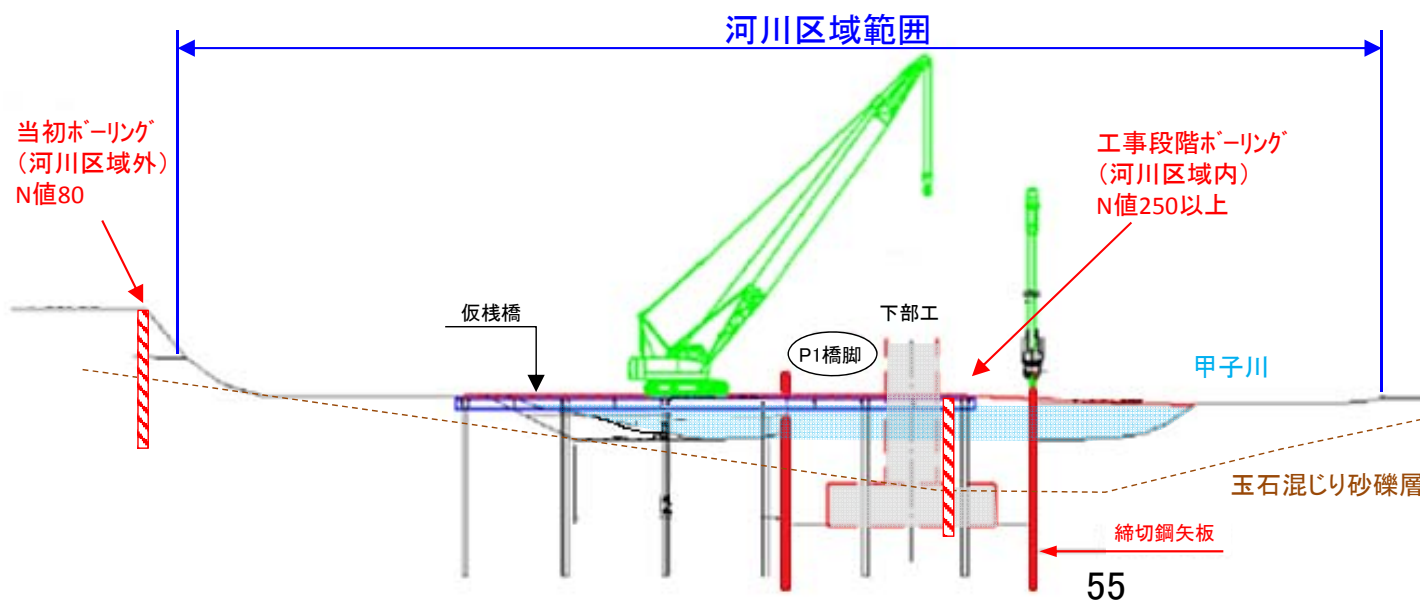 河川区域範囲
当初ﾎﾞｰﾘﾝｸﾞ
（河川区域外）
N値80
工事段階ﾎﾞｰﾘﾝｸﾞ
（河川区域内）
N値250以上
仮桟橋
下部工
P1橋脚
甲子川
玉石混じり砂礫層
締切鋼矢板
55